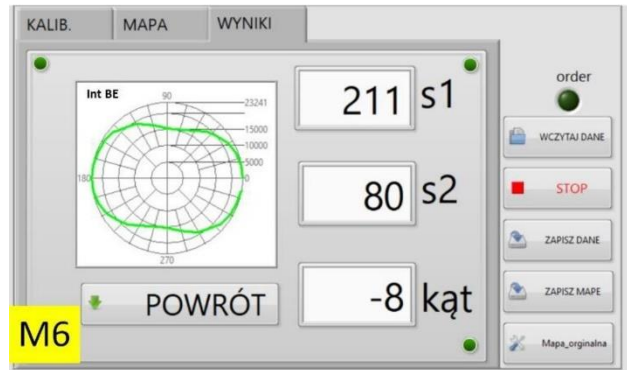 KALIB.
MAPA
WYNIKI
Int BE
90
23241
15000
10000
5000
180
0
270
211 s1
80 s2
-8 kąt
POWRÓT
M6
order
WCZYTAJ DANE
STOP
ZAPISZ DANE
ZAPISZ MAPE
Mapa_orginalna